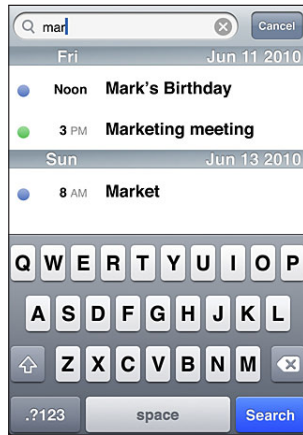 mar Cancel
Fri Jun 11 2010
Noon Mark's Birthday
3 PM Marketing meeting
Sun Jun 13 2010
8 AM Market
Q W E R T Y U I O P
A S D F G H J K L
Z X C V B N M
.?123 space Search